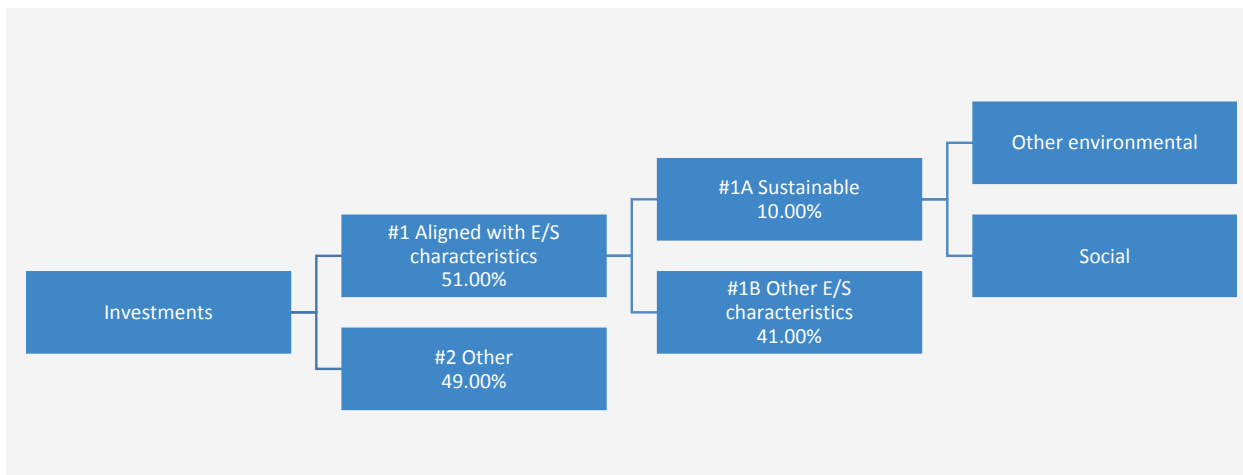 Investments
#1 Aligned with E/S
characteristics
51.00%
#2 Other
49.00%
#1A Sustainable
10.00%
#1B Other E/S
characteristics
41.00%
Other environmental
Social